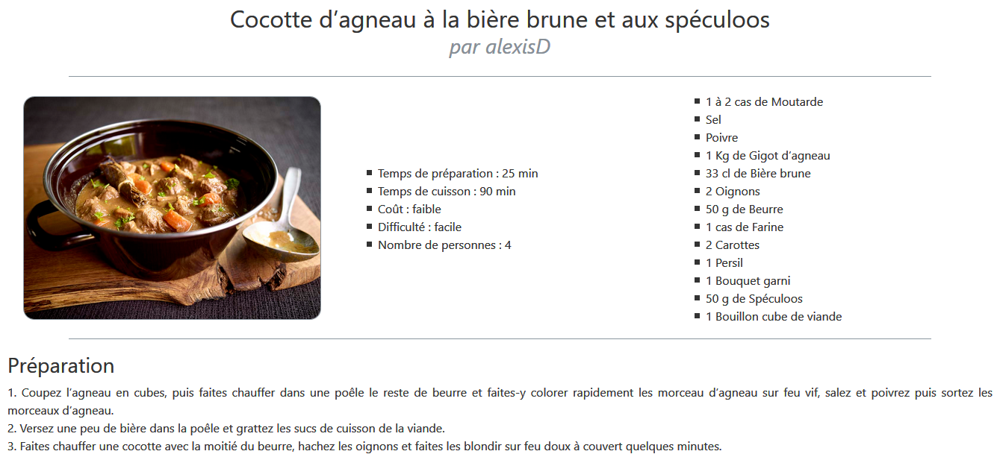 Cocotte d’agneau à la bière brune et aux spéculoos
par alexisD
Temps de préparation : 25 min
Temps de cuisson : 90 min
Coût : faible
Difficulté : facile
Nombre de personnes : 4
1 à 2 cas de Moutarde
Sel
Poivre
1 Kg de Gigot d’agneau
33 cl de Bière brune
2 Oignons
50 g de Beurre
1 cas de Farine
2 Carottes
1 Persil
1 Bouquet garni
50 g de Spéculoos
1 Bouillon cube de viande
Préparation
1. Coupez l’agneau en cubes, puis faites chauffer dans une poêle le reste de beurre et faites-y colorer rapidement les morceau d’agneau sur feu vif, salez et poivrez puis sortez les
morceaux d’agneau.
2. Versez une peu de bière dans la poêle et grattez les sucs de cuisson de la viande.
3. Faites chauffer une cocotte avec la moitié du beurre, hachez les oignons et faites les blondir sur feu doux à couvert quelques minutes.